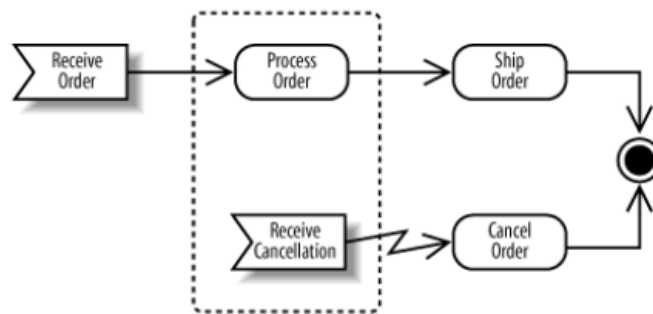 Receive
Order
Process
Order
Ship
Order
Receive
Cancellation
Cancel
Order